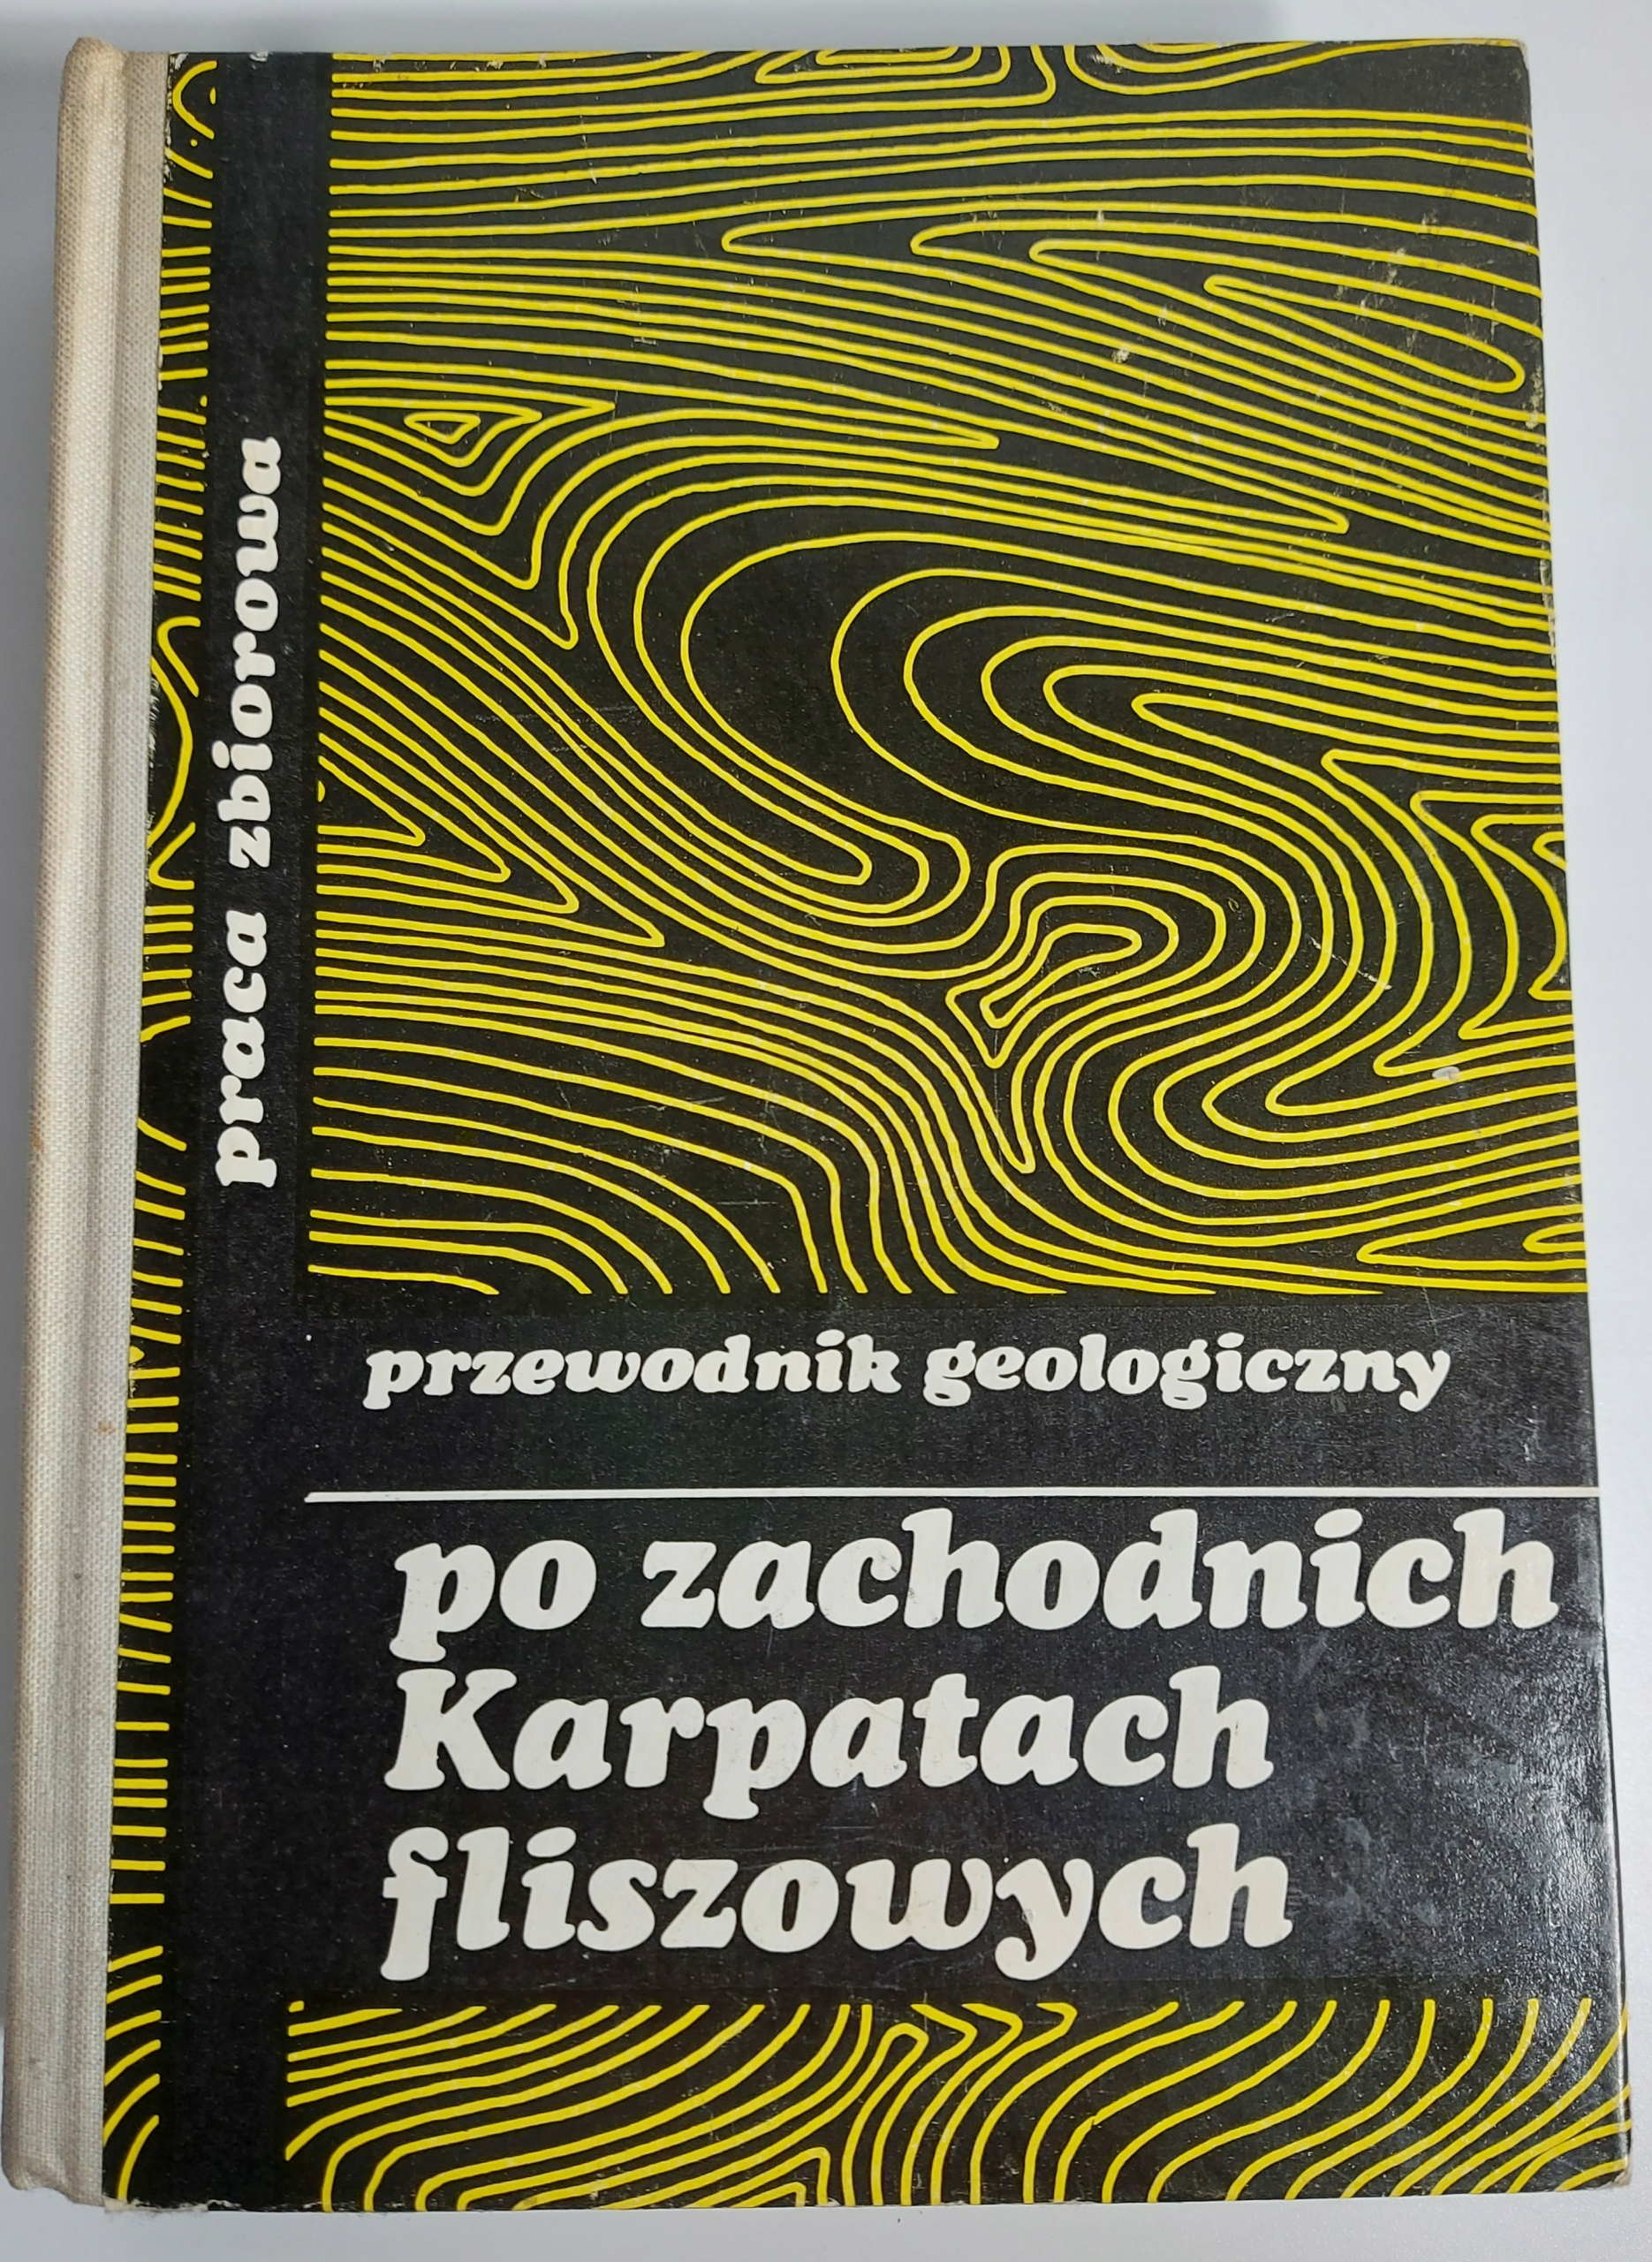 praca zbiorowa
przewodnik geologiczny
po zachodnich
Karpatach
fliszowych